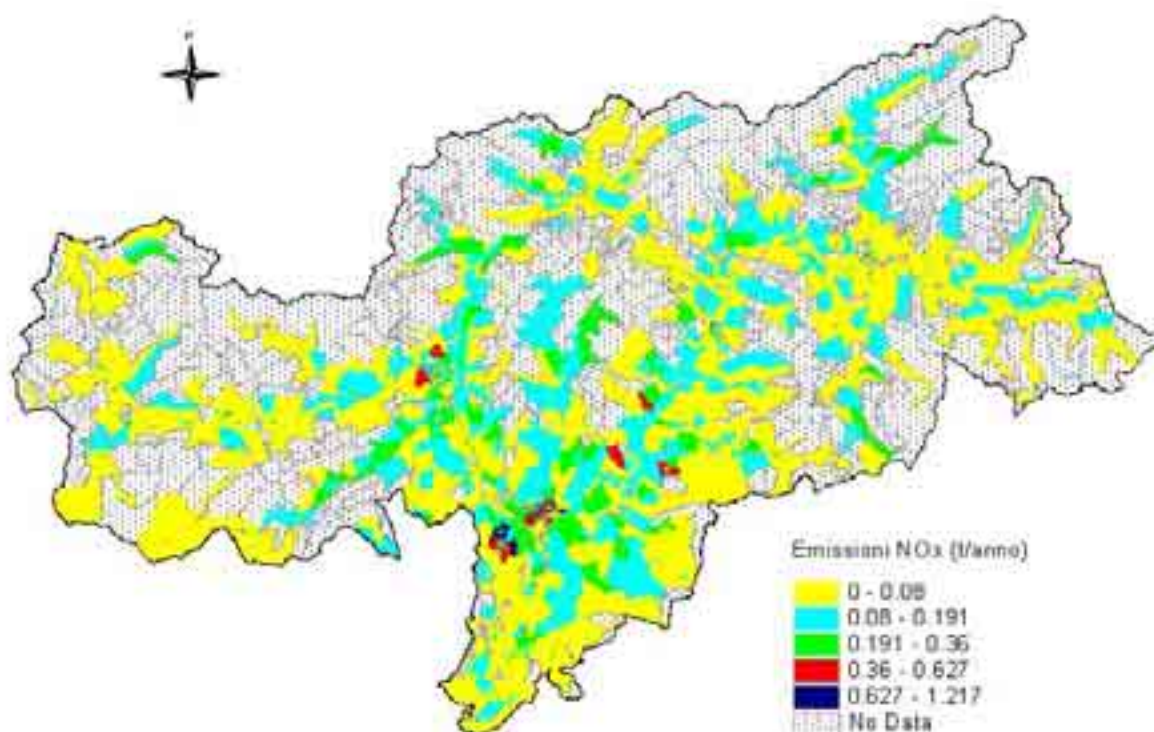 Emissioni NOx (t/anno)
0 - 0.08
0.08 - 0.191
0.191 - 0.36
0.36 - 0.627
0.627 - 1.217
No Data